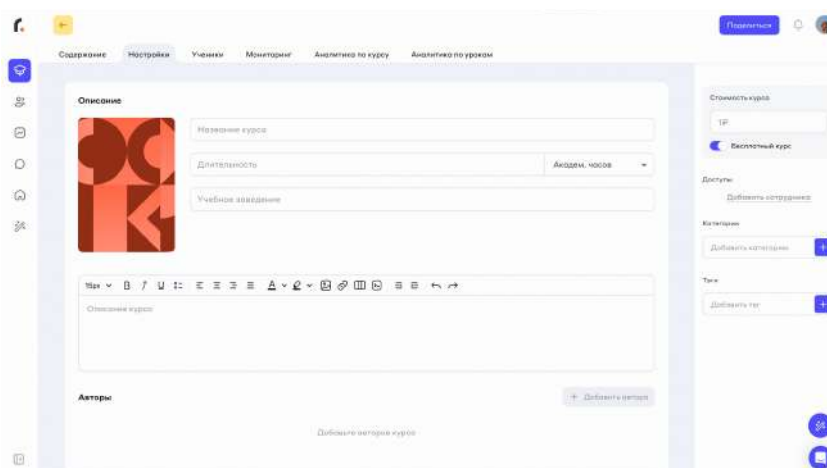 Поделиться
Содержание Настройки Ученики Мониторинг Аналитика по курсу Аналитика по урокам
Описание
Название курса
Длительность Академ. часов
Учебное заведение
15px
B I U
Описание курса
Авторы
+ Добавить автора
Добавьте авторов курса
Стоимость курса
1₽
Бесплатный курс
Доступы
Добавить сотрудника
Категории
Добавить категорию
Теги
Добавить тег